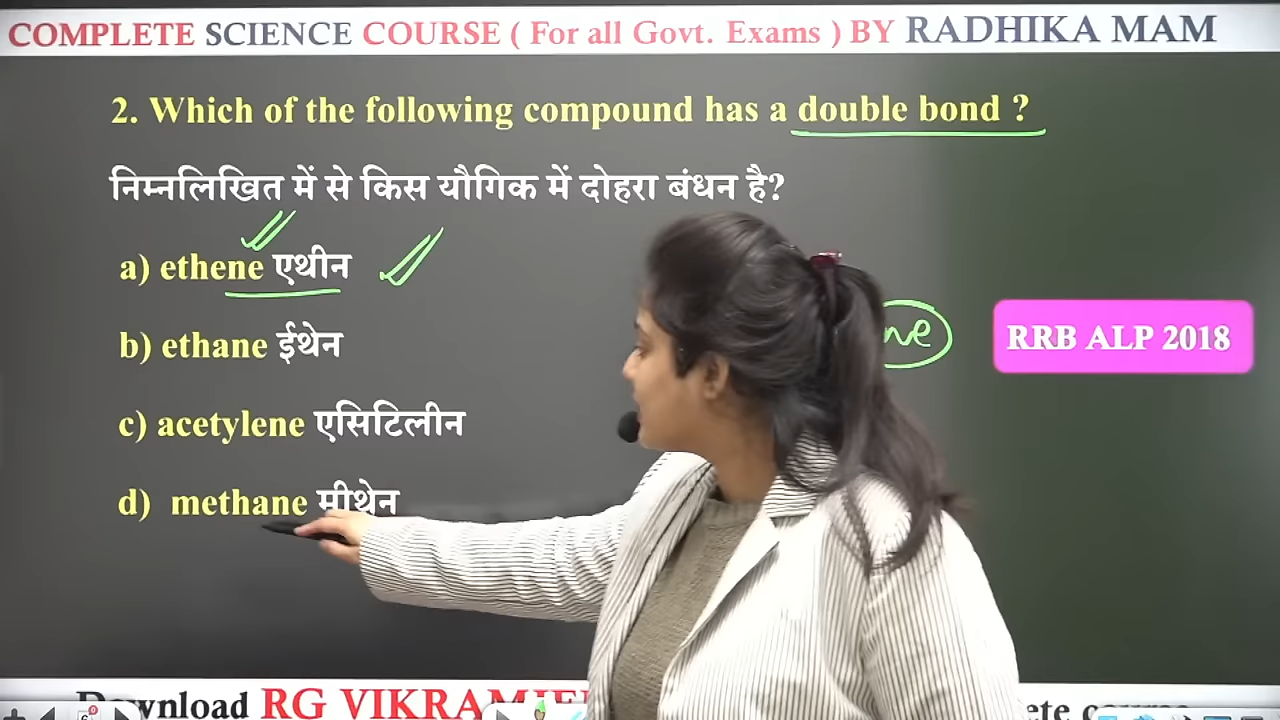 COMPLETE SCIENCE COURSE ( For all Govt. Exams ) BY RADHIKA MAM
2. Which of the following compound has a double bond ?
निम्नलिखित में से किस यौगिक में दोहरा बंधन है?
a) ethene एथीन
b) ethane ईथेन
ne
RRB ALP 2018
c) acetylene एसिटिलीन
d) methane मीथेन
Download RG